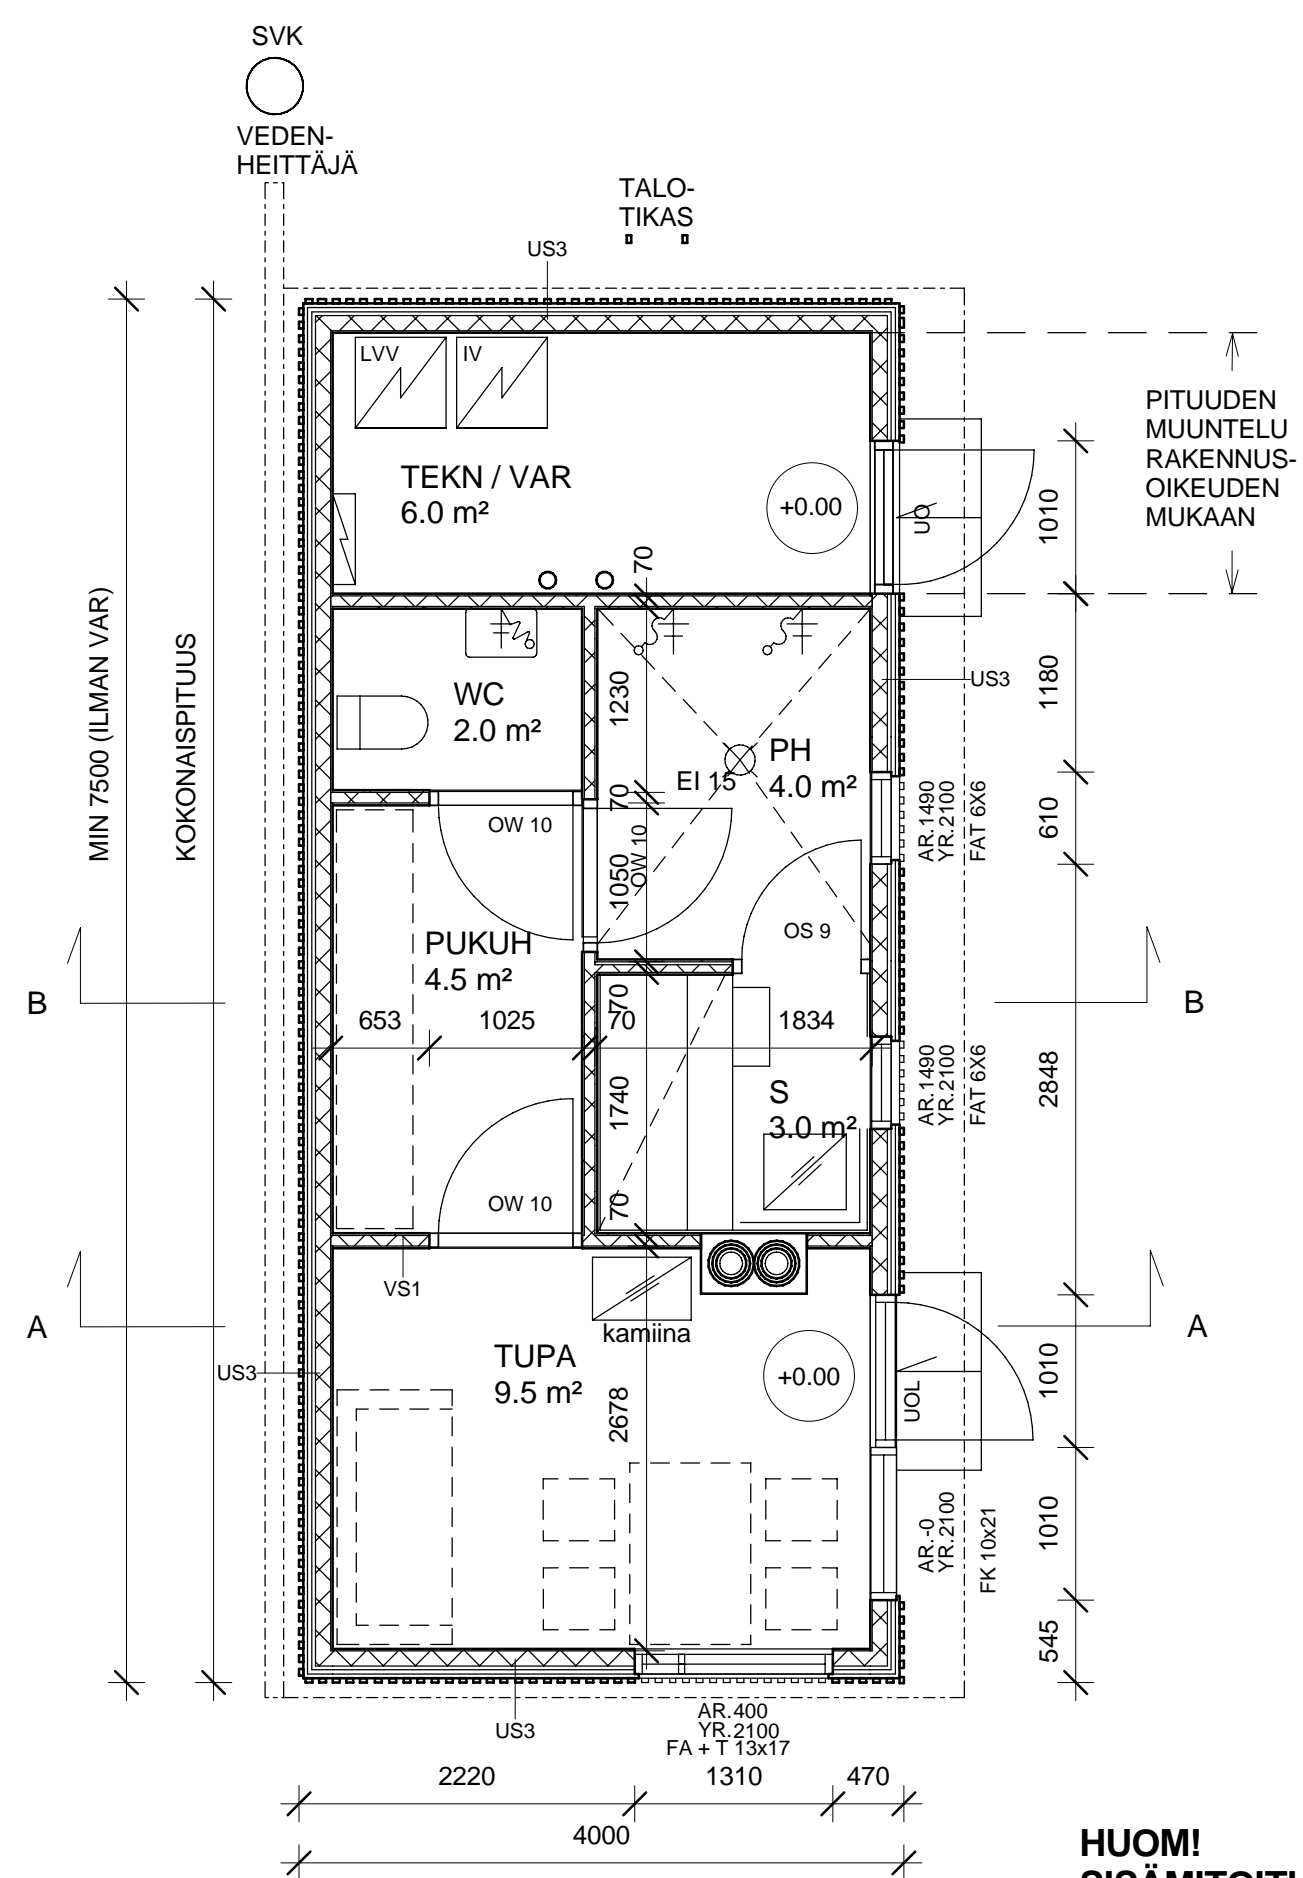 SVK
VEDEN-
HEITTÄJÄ
TALO-
TIKAS
US3
LVV
IV
TEKN / VAR
6.0 m²
+0.00
UO
1010
PITUUDEN
MUUNTELU
RAKENNUS-
OIKEUDEN
MUKAAN
MIN 7500 (ILMAN VAR)
KOKONAISPITUUS
70
WC
2.0 m²
1230
PH
4.0 m²
EI 15
70
US3
1180
610
AR.1490
YR.2100
FAT 6X6
OW 10
OW 10
1050
OS 9
PUKUH
4.5 m²
B
B
653
1025
70
70
1834
AR.1490
YR.2100
FAT 6X6
2848
S
3.0 m²
1740
OW 10
70
VS1
A
A
kamiina
TUPA
9.5 m²
+0.00
US3
2678
UOL
1010
1010
AR.-0
YR.2100
FK 10x21
545
US3
AR.400
YR.2100
FA + T 13x17
2220
1310
470
4000
HUOM!